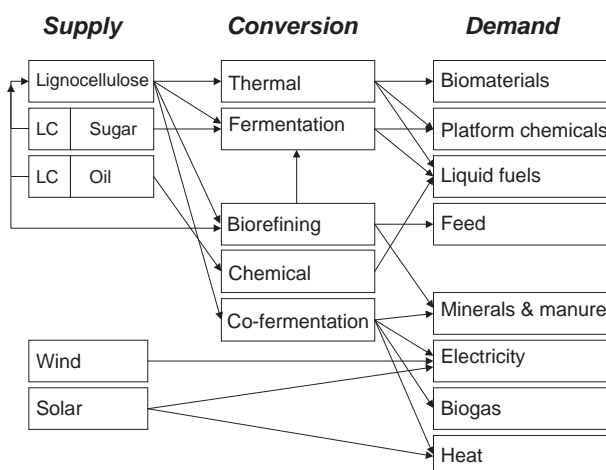 Supply
Conversion
Demand
Lignocellulose
Thermal
Biomaterials
LC
Sugar
Fermentation
Platform chemicals
LC
Oil
Liquid fuels
Biorefining
Feed
Chemical
Co-fermentation
Minerals & manure
Wind
Electricity
Solar
Biogas
Heat